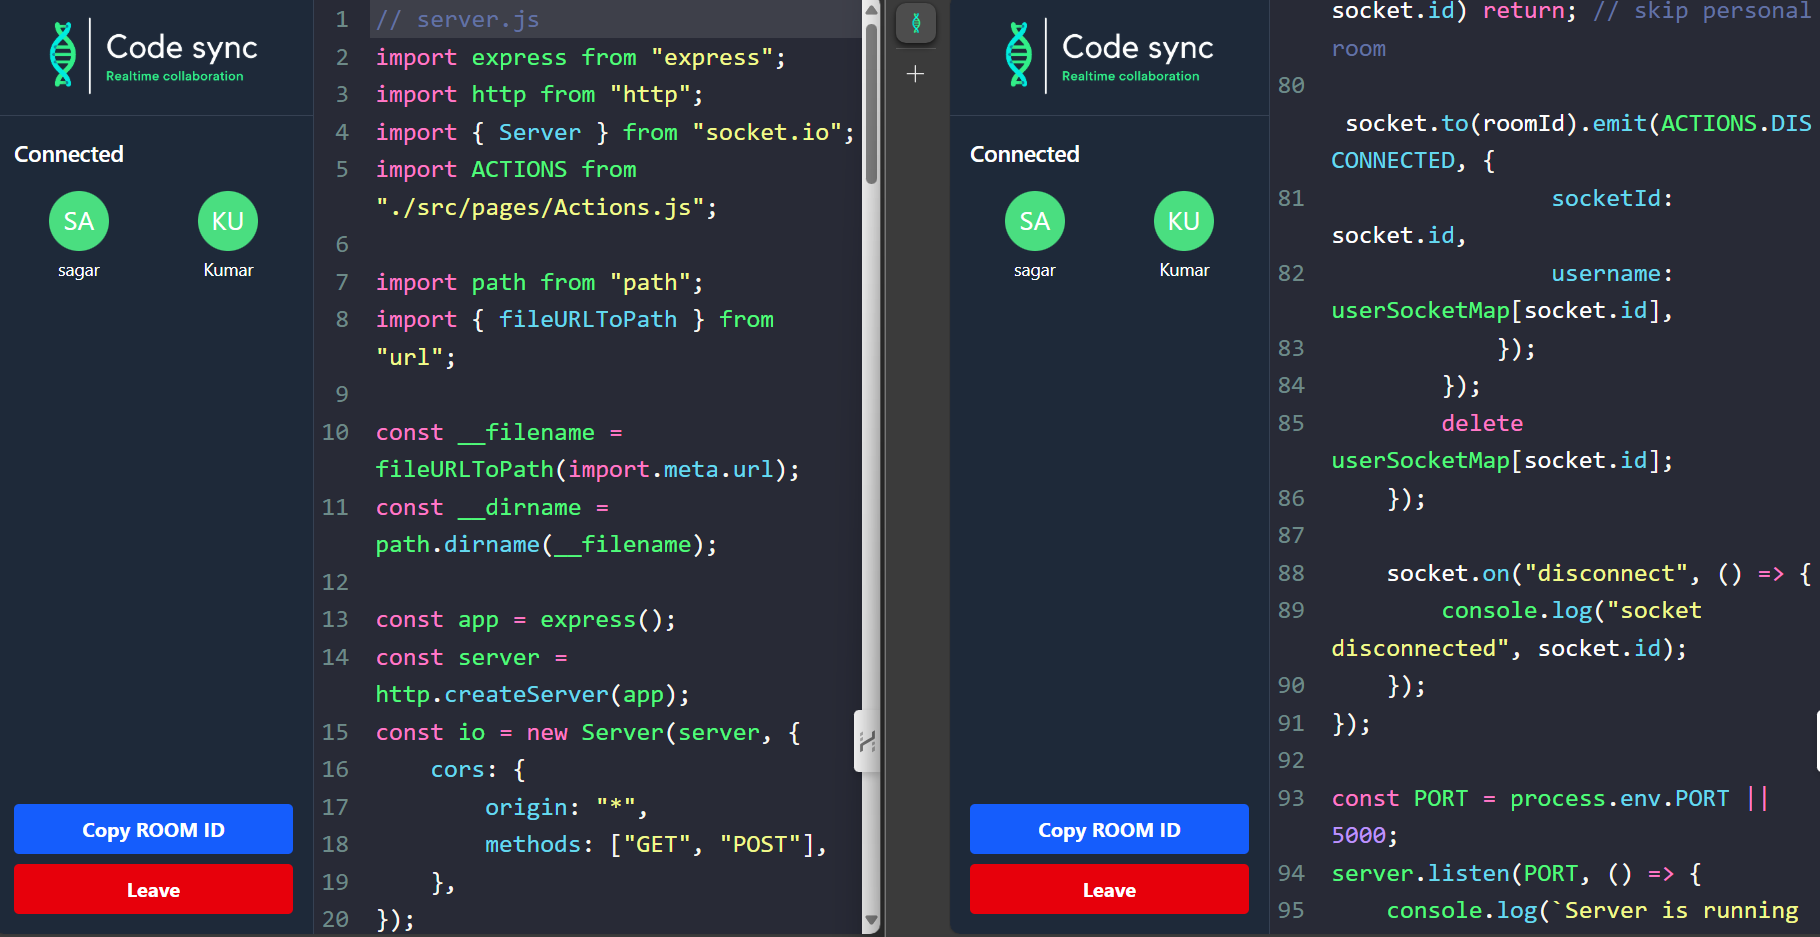 Code sync
Realtime collaboration
Connected
SA
KU
sagar
Kumar
Copy ROOM ID
Leave
1 // server.js
2 import express from "express";
3 import http from "http";
4 import { Server } from "socket.io";
5 import ACTIONS from
"./src/pages/Actions.js";
6
7 import path from "path";
8 import { fileURLToPath } from
"url";
9
10 const __filename =
fileURLToPath(import.meta.url);
11 const __dirname =
path.dirname(__filename);
12
13 const app = express();
14 const server =
http.createServer(app);
15 const io = new Server(server, {
16 cors: {
17 origin: "*",
18 methods: ["GET", "POST"],
19 },
20 });
Code sync
Realtime collaboration
Connected
SA
KU
sagar
Kumar
Copy ROOM ID
Leave
socket.id) return; // skip personal
room
80
socket.to(roomId).emit(ACTIONS.DIS
CONNECTED, {
81 socketId:
socket.id,
82 username:
userSocketMap[socket.id],
83 });
84 });
85 delete
userSocketMap[socket.id];
86 });
87
88 socket.on("disconnect", () => {
89 console.log("socket
disconnected", socket.id);
90 });
91 });
92
93 const PORT = process.env.PORT ||
5000;
94 server.listen(PORT, () => {
95 console.log(`Server is running